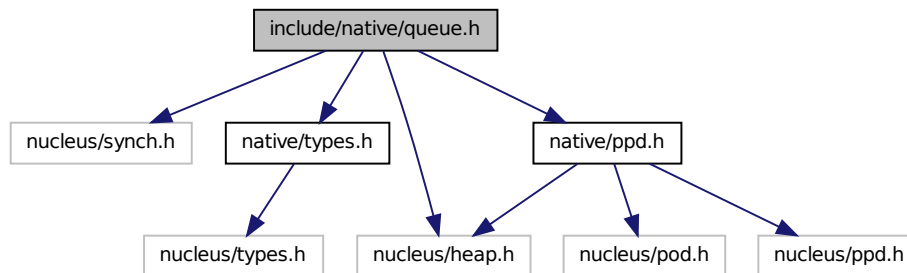 include/native/queue.h
nucleus/synch.h
native/types.h
native/ppd.h
nucleus/types.h
nucleus/heap.h
nucleus/pod.h
nucleus/ppd.h